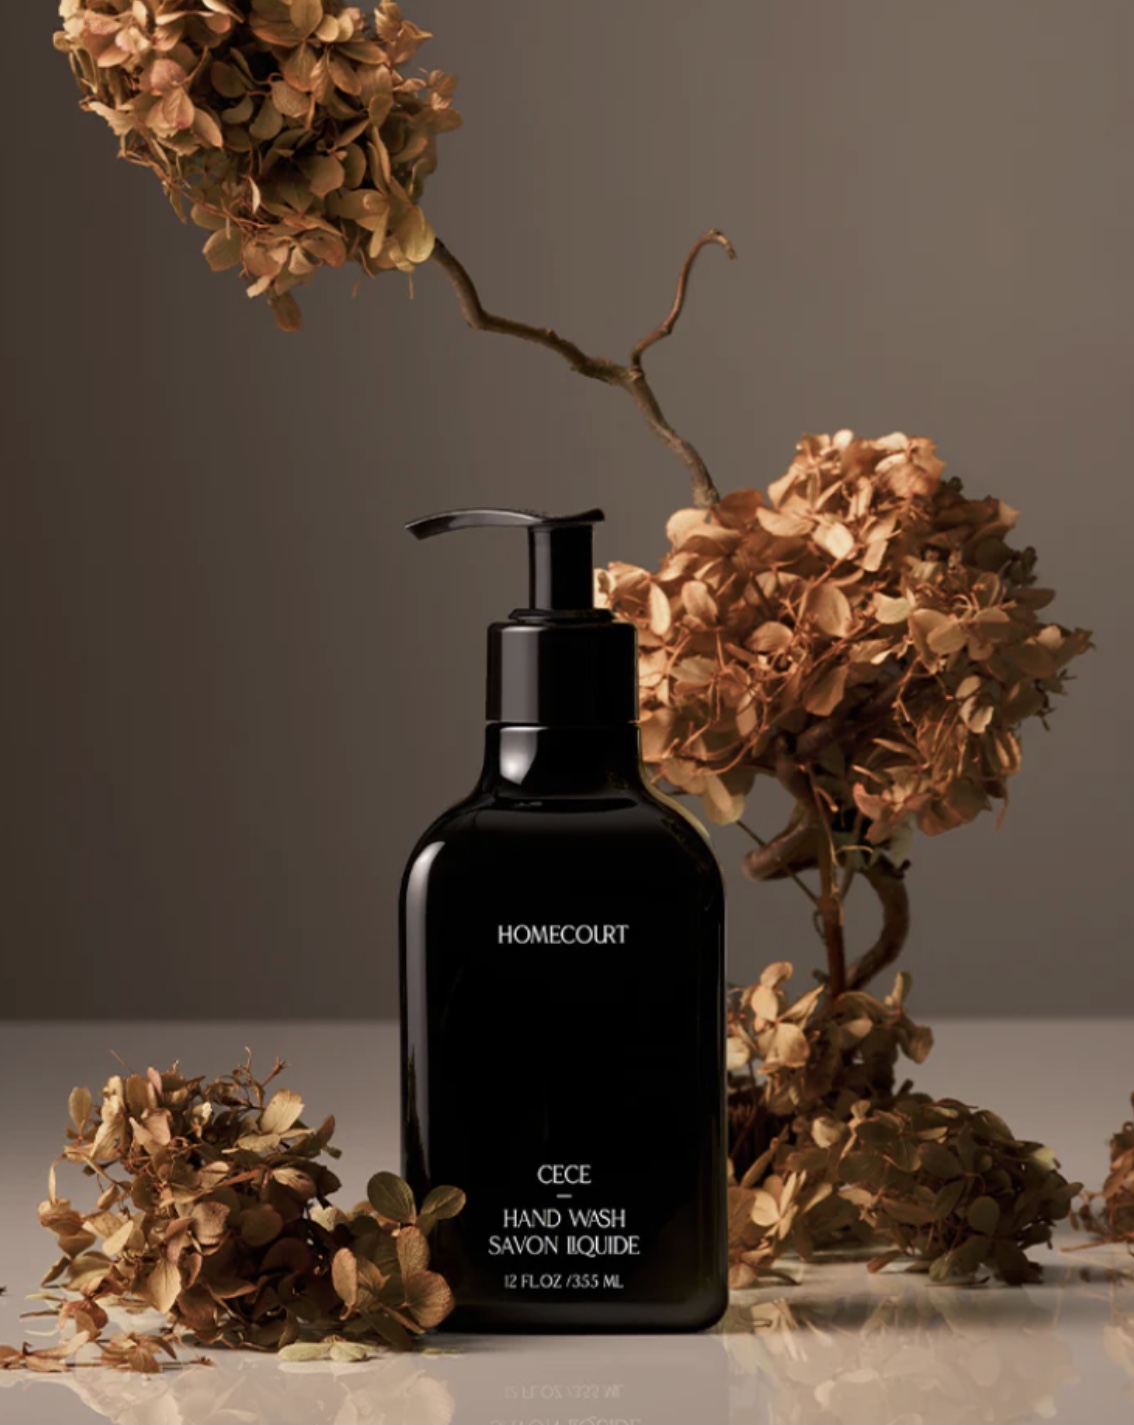 HOMECOURT
CECE
—
HAND WASH
SAVON LIQUIDE
12 FL.OZ /355 ML